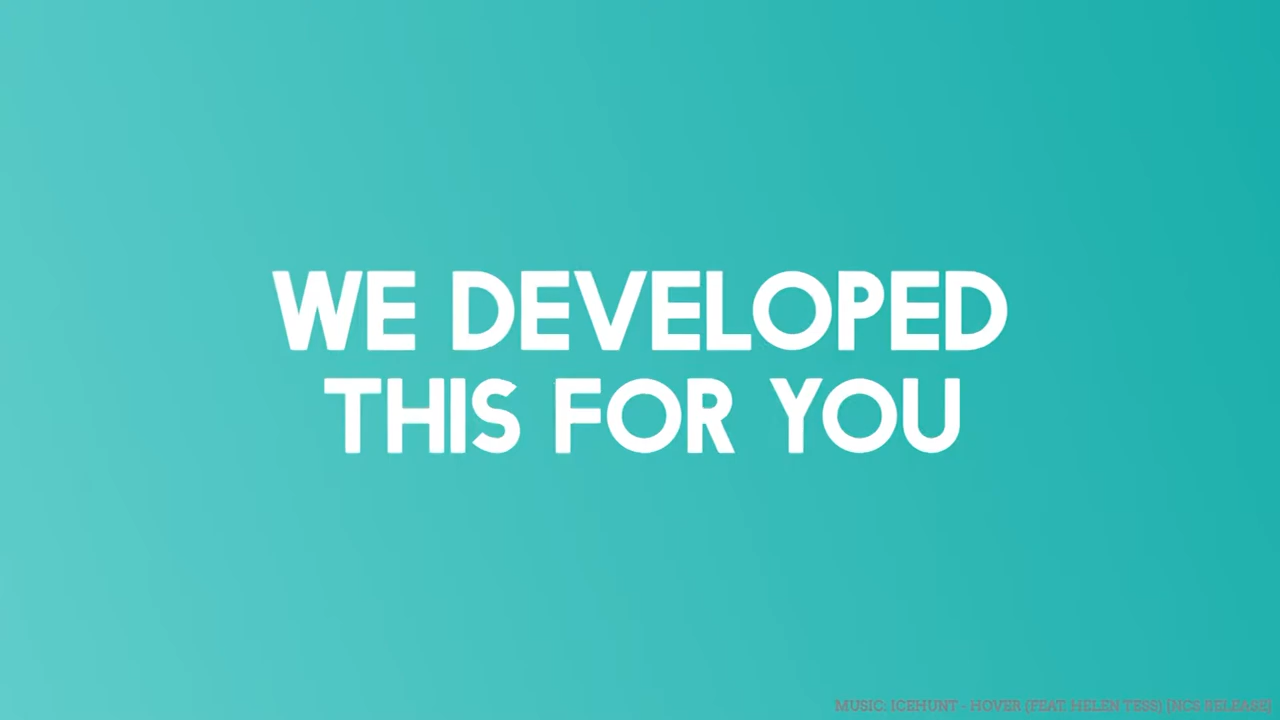 WE DEVELOPED
THIS FOR YOU
MUSIC: ICEHUNT - HOVER (FEAT. HELEN TESS) [NCS RELEASE]